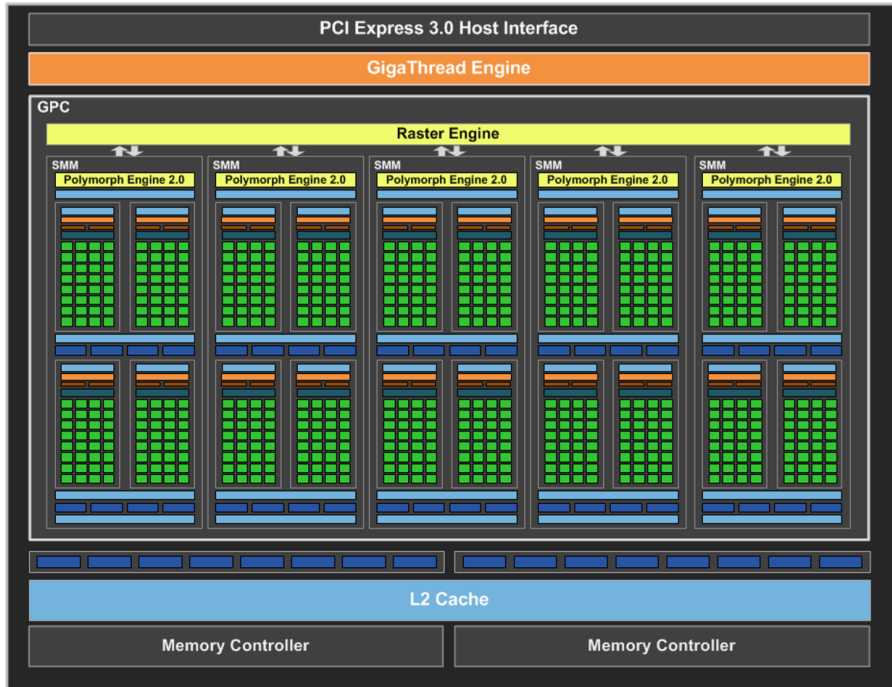 PCI Express 3.0 Host Interface
GigaThread Engine
GPC
Raster Engine
SMM
SMM
SMM
SMM
SMM
Polymorph Engine 2.0
Polymorph Engine 2.0
Polymorph Engine 2.0
Polymorph Engine 2.0
Polymorph Engine 2.0
L2 Cache
Memory Controller
Memory Controller